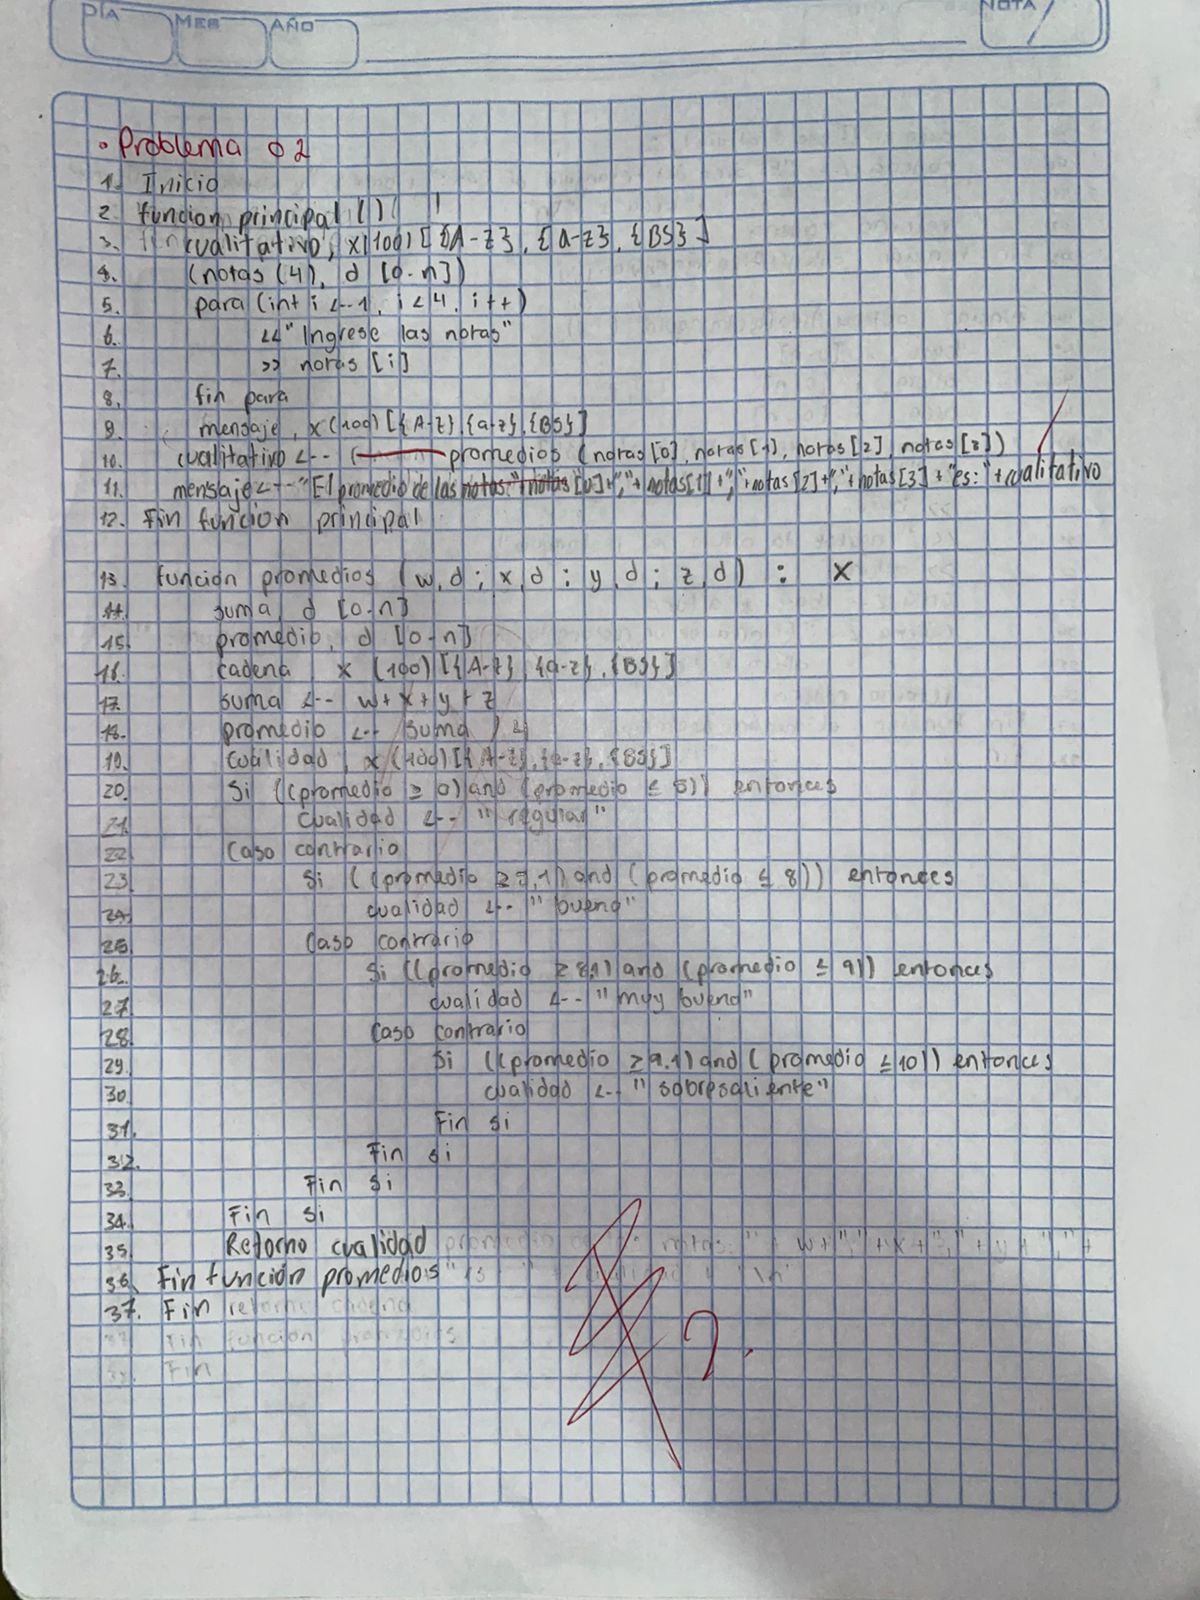 DÍA MES AÑO NOTA
• Problema 02
1. Inicio
2. funcion principal ()
3. cualitativo, x(100) [{A-Z}, {a-z}, {BS}]
4. (notas (4), d [0-n])
5. para (int i <-- 1, i < 4, i++)
6. << "Ingrese las notas"
7. >> notas [i]
8. fin para
9. mensaje, x(100) [{A-Z}, {a-z}, {BS}]
10. cualitativo <-- promedios (notas [0], notas [1], notas [2], notas [3])
11. mensaje <-- "El promedio de las notas:" notas [0]+","+ notas[1]+","+notas [2]+","+notas[3] + "es:" + cualitativo
12. Fin funcion principal
13. funcion promedios (w, d ; x, d ; y, d ; z, d) : X
14. suma, d [0-n]
15. promedio, d [0-n]
16. cadena x (100) [{A-Z}, {a-z}, {BS}]
17. suma <-- w + x + y + z
18. promedio <-- suma / 4
19. cualidad, x (100) [{A-Z}, {a-z}, {BS}]
20. Si ((promedio ≥ 0) and (promedio ≤ 5)) entonces
21. cualidad <-- "regular"
22. Caso contrario
23. Si ((promedio ≥ 7,1) and (promedio ≤ 8)) entonces
24. cualidad <-- "bueno"
25. Caso contrario
26. Si ((promedio ≥ 8,1) and (promedio ≤ 9)) entonces
27. cualidad <-- "muy bueno"
28. Caso contrario
29. Si ((promedio ≥ 9,1) and (promedio ≤ 10)) entonces
30. cualidad <-- "sobresaliente"
31. Fin si
32. Fin si
33. Fin Si
34. Fin Si
35. Retorno cualidad
36. Fin función promedios
37. Fin retorno cadena
37. Fin funcion promedios
38. Fin